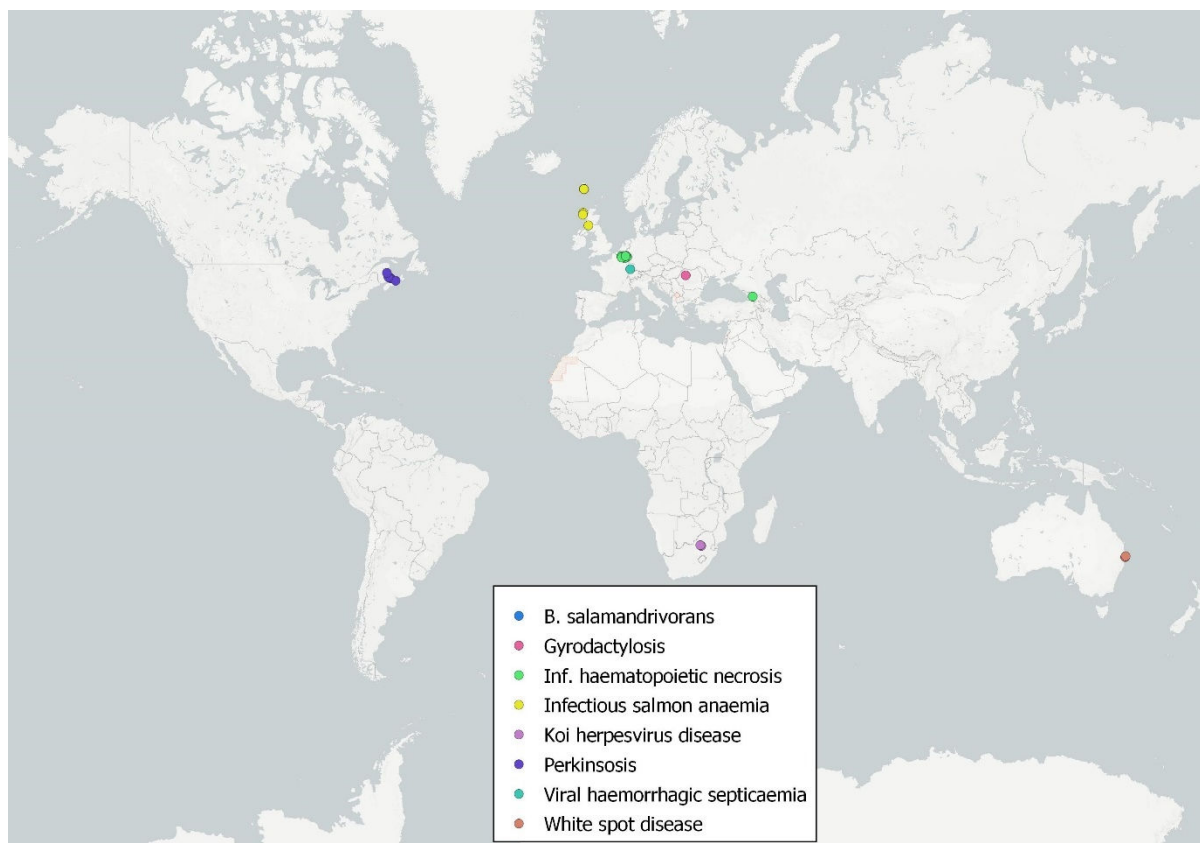 B. salamandrivorans
Gyrodactylosis
Inf. haematopoietic necrosis
Infectious salmon anaemia
Koi herpesvirus disease
Perkinsosis
Viral haemorrhagic septicaemia
White spot disease